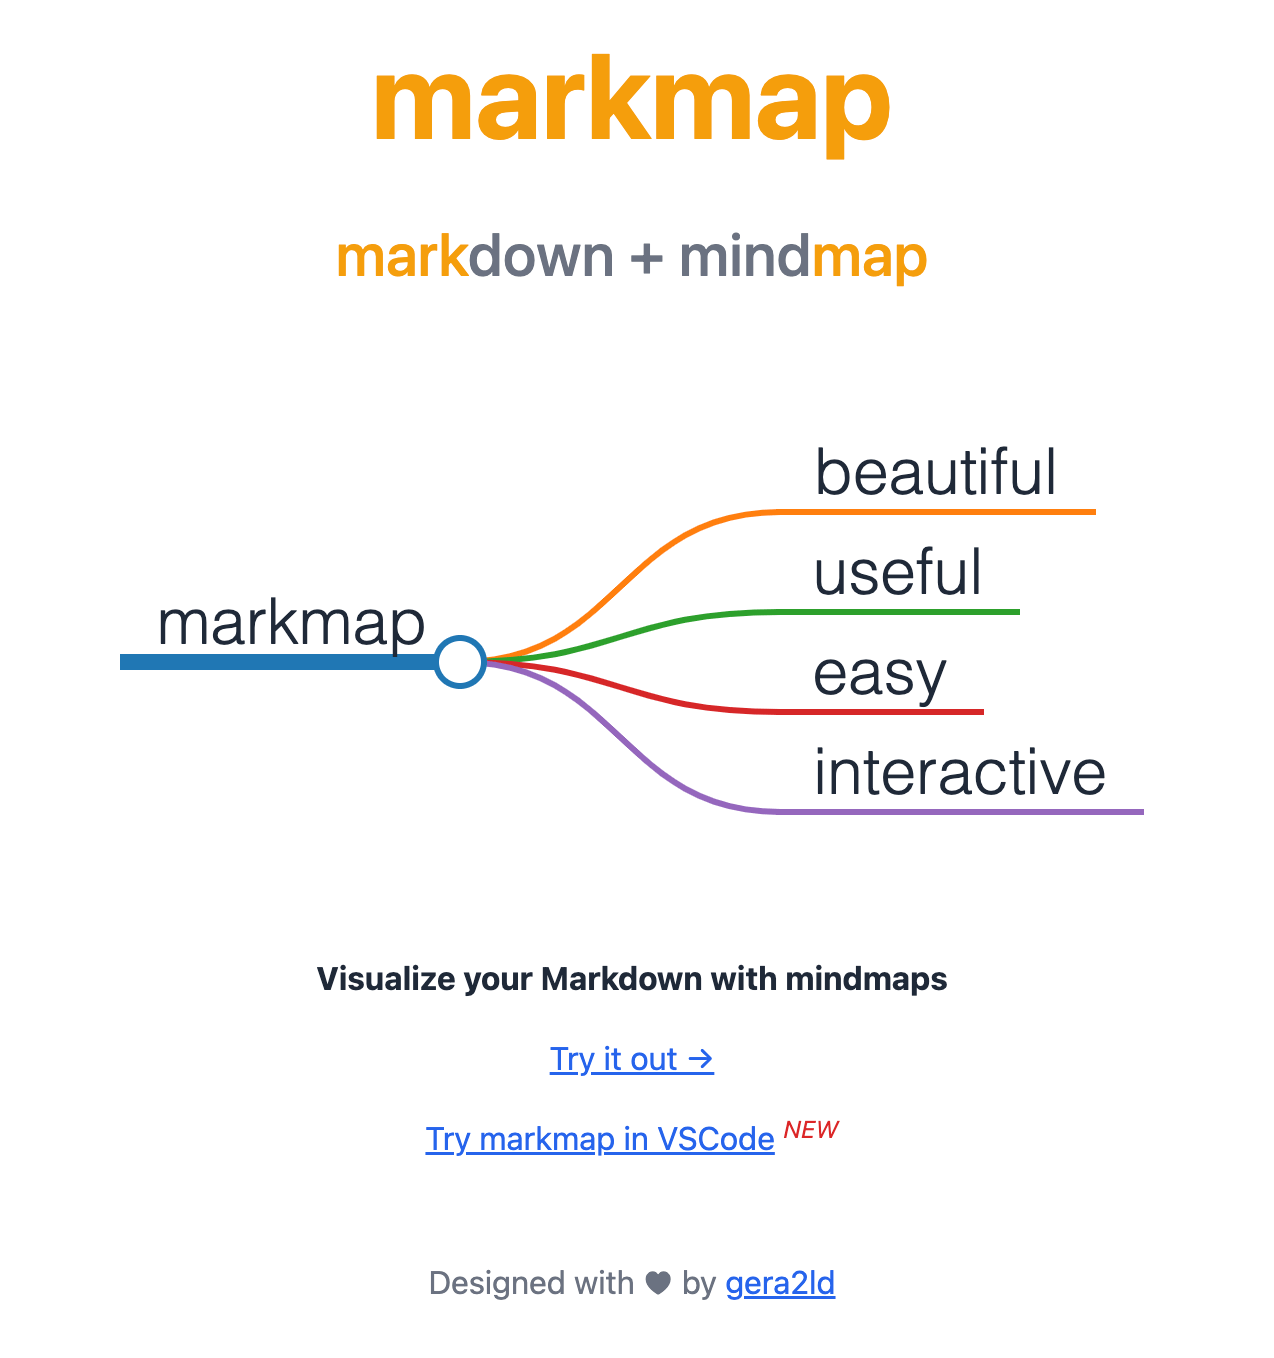 markmap
markdown + mindmap
markmap
beautiful
useful
easy
interactive
Visualize your Markdown with mindmaps
Try it out →
Try markmap in VSCode NEW
Designed with ♥ by gera2ld